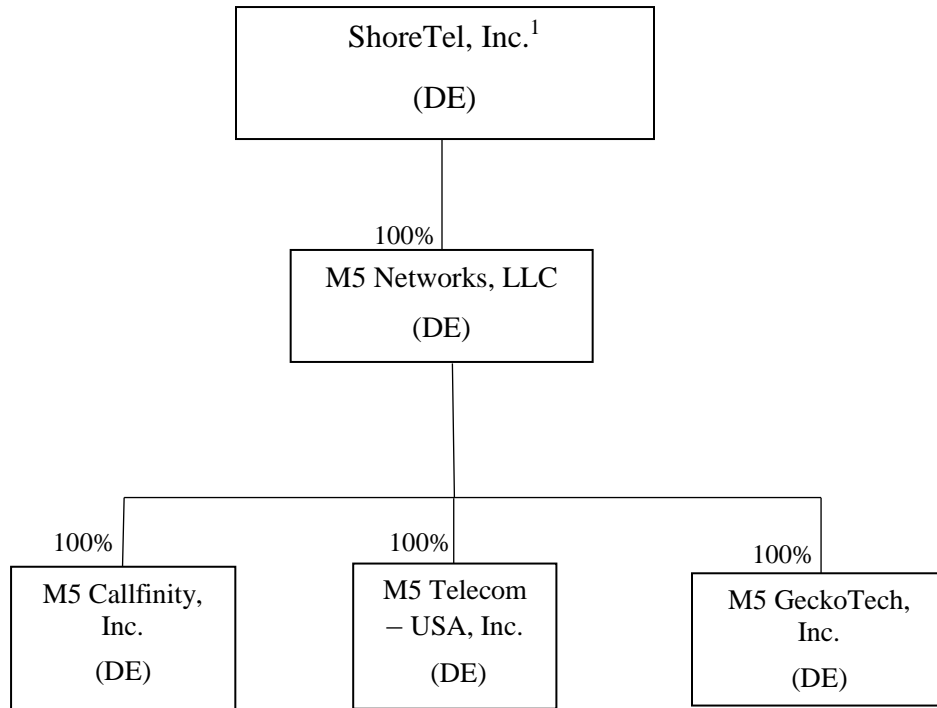 ShoreTel, Inc.¹
(DE)
100%
M5 Networks, LLC
(DE)
100%
100%
100%
M5 Callfinity,
Inc.
(DE)
M5 Telecom
– USA, Inc.
(DE)
M5 GeckoTech,
Inc.
(DE)